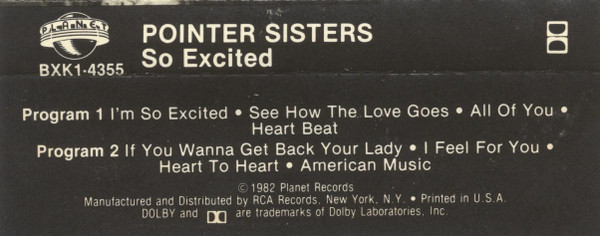 PLANET
BXK1-4355
POINTER SISTERS
So Excited
Program 1 I'm So Excited • See How The Love Goes • All Of You •
Heart Beat
Program 2 If You Wanna Get Back Your Lady • I Feel For You •
Heart To Heart • American Music
© 1982 Planet Records
Manufactured and Distributed by RCA Records, New York, N.Y. • Printed in U.S.A.
DOLBY and are trademarks of Dolby Laboratories, Inc.